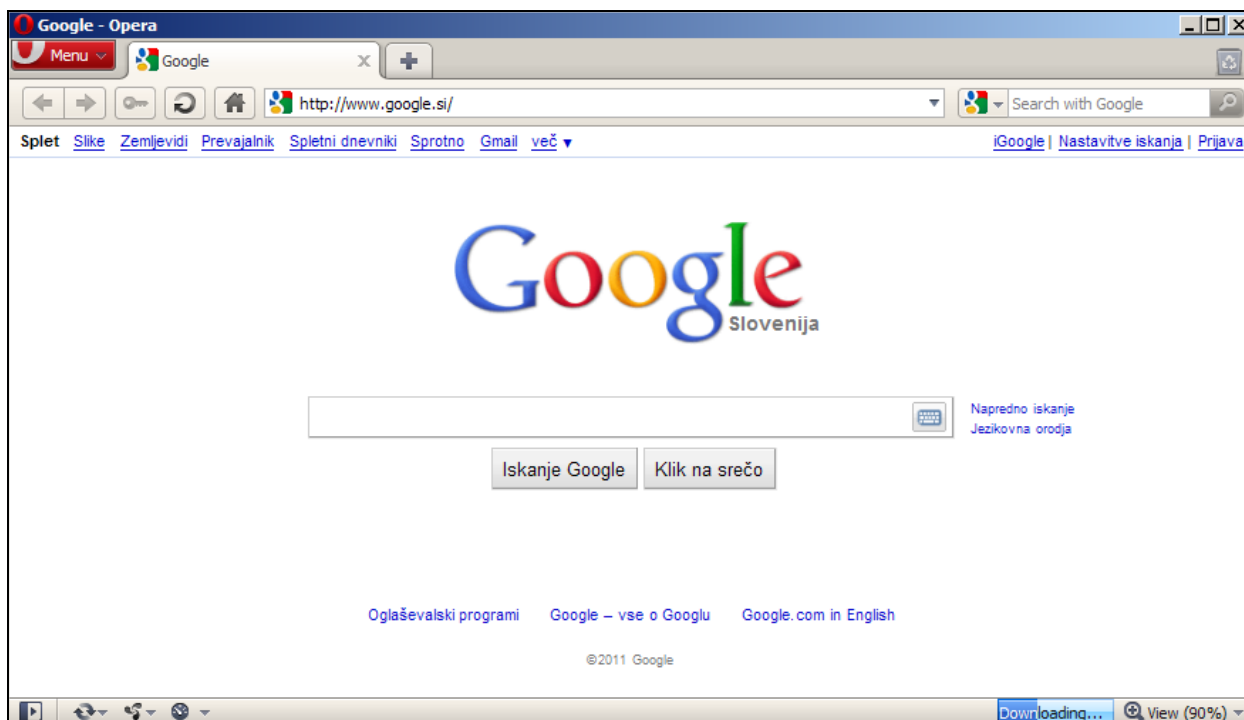 Google - Opera
Menu Google
http://www.google.si/ Search with Google
Splet Slike Zemljevidi Prevajalnik Spletni dnevniki Sprotno Gmail več ▼ iGoogle | Nastavitve iskanja | Prijava
Google
Slovenija
Napredno iskanje
Jezikovna orodja
Iskanje Google Klik na srečo
Oglaševalski programi Google – vse o Googlu Google.com in English
©2011 Google
Downloading... View (90%)